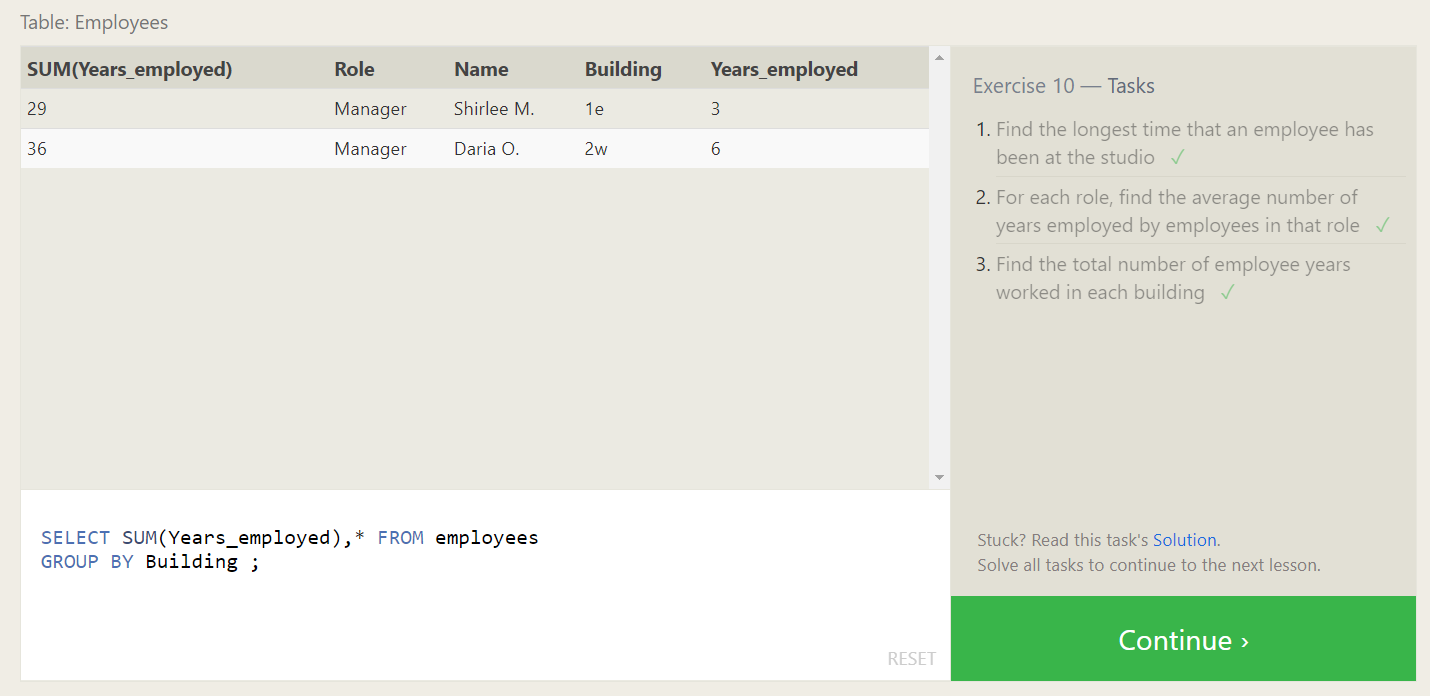 Table: Employees
SUM(Years_employed) Role Name Building Years_employed
29 Manager Shirlee M. 1e 3
36 Manager Daria O. 2w 6
SELECT SUM(Years_employed),* FROM employees
GROUP BY Building ;
RESET
Exercise 10 — Tasks
1. Find the longest time that an employee has
been at the studio ✓
2. For each role, find the average number of
years employed by employees in that role ✓
3. Find the total number of employee years
worked in each building ✓
Stuck? Read this task's Solution.
Solve all tasks to continue to the next lesson.
Continue ›